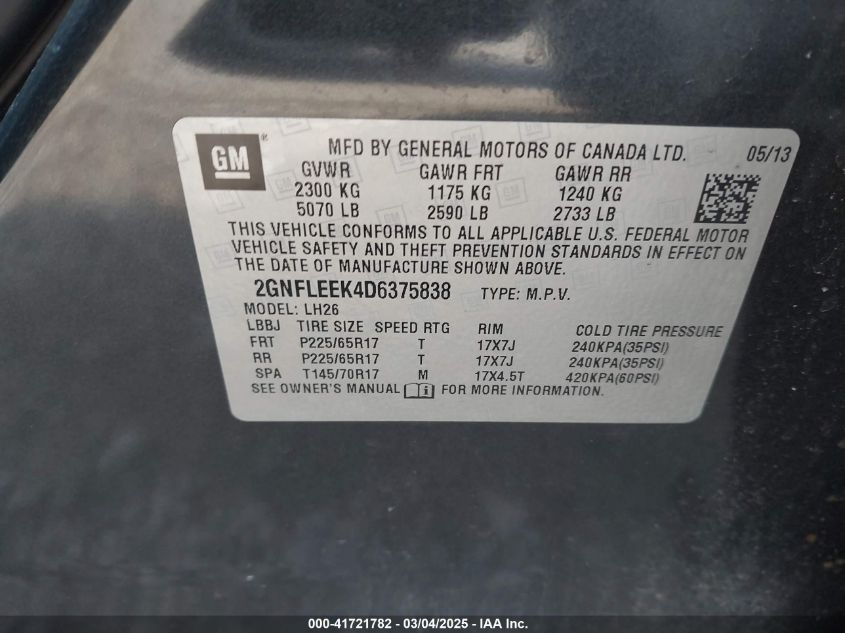 GM ® MFD BY GENERAL MOTORS OF CANADA LTD. 05/13
GVWR GAWR FRT GAWR RR
2300 KG 1175 KG 1240 KG
5070 LB 2590 LB 2733 LB
THIS VEHICLE CONFORMS TO ALL APPLICABLE U.S. FEDERAL MOTOR
VEHICLE SAFETY AND THEFT PREVENTION STANDARDS IN EFFECT ON
THE DATE OF MANUFACTURE SHOWN ABOVE.
2GNFLEEK4D6375838 TYPE: M.P.V.
MODEL: LH26
LBBJ TIRE SIZE SPEED RTG RIM COLD TIRE PRESSURE
FRT P225/65R17 T 17X7J 240KPA(35PSI)
RR P225/65R17 T 17X7J 240KPA(35PSI)
SPA T145/70R17 M 17X4.5T 420KPA(60PSI)
SEE OWNER'S MANUAL FOR MORE INFORMATION.
000-41721782 - 03/04/2025 - IAA Inc.